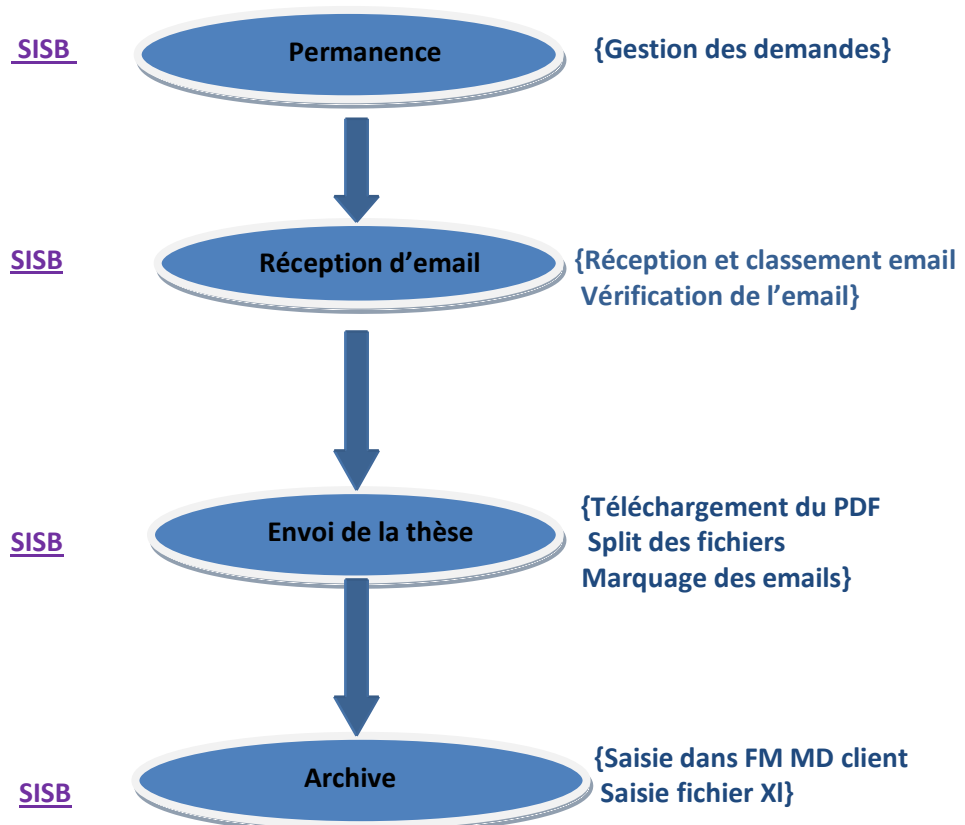 SISB
Permanence
{Gestion des demandes}
SISB
Réception d’email
{Réception et classement email
Vérification de l’email}
SISB
Envoi de la thèse
{Téléchargement du PDF
Split des fichiers
Marquage des emails}
SISB
Archive
{Saisie dans FM MD client
Saisie fichier Xl}